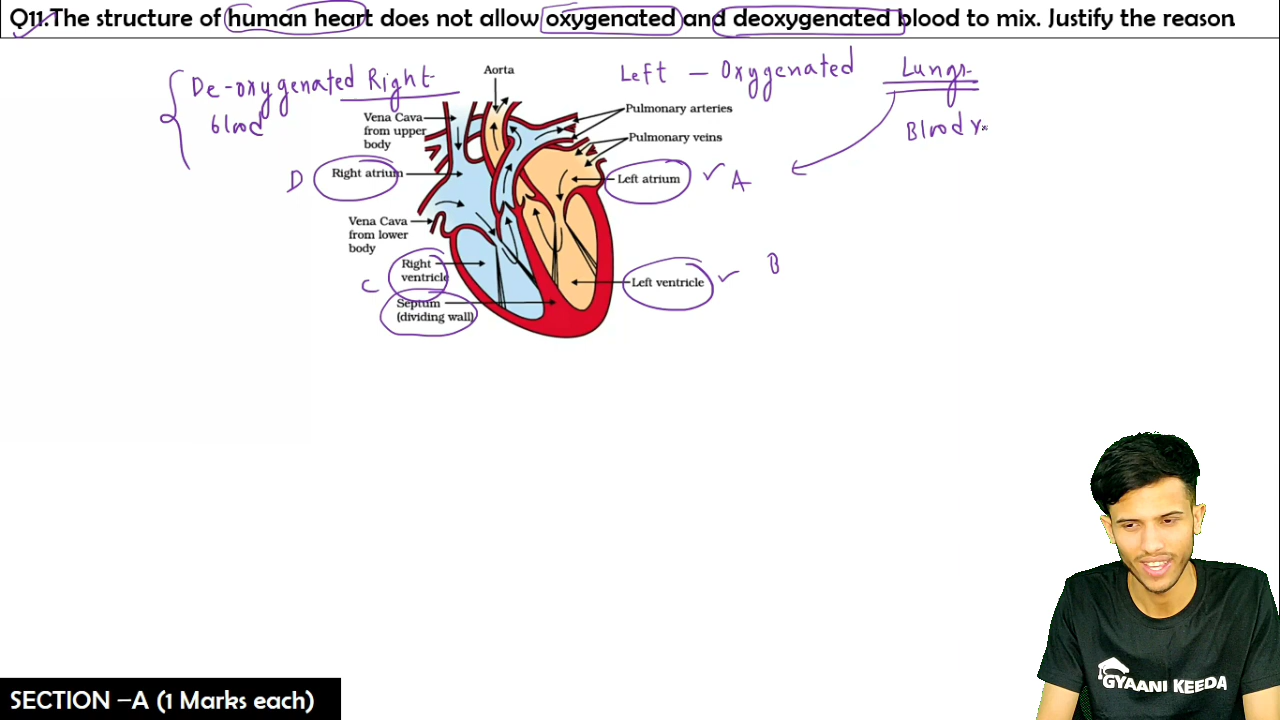 Q11.The structure of human heart does not allow oxygenated and deoxygenated blood to mix. Justify the reason
De-oxygenated Right
blood
Left – Oxygenated
Lungs
Blood
Aorta
Vena Cava
from upper
body
Pulmonary arteries
Pulmonary veins
D
Right atrium
Left atrium
A
Vena Cava
from lower
body
Right
ventricle
C
Septum
(dividing wall)
Left ventricle
B
GYAANI KEEDA
SECTION –A (1 Marks each)